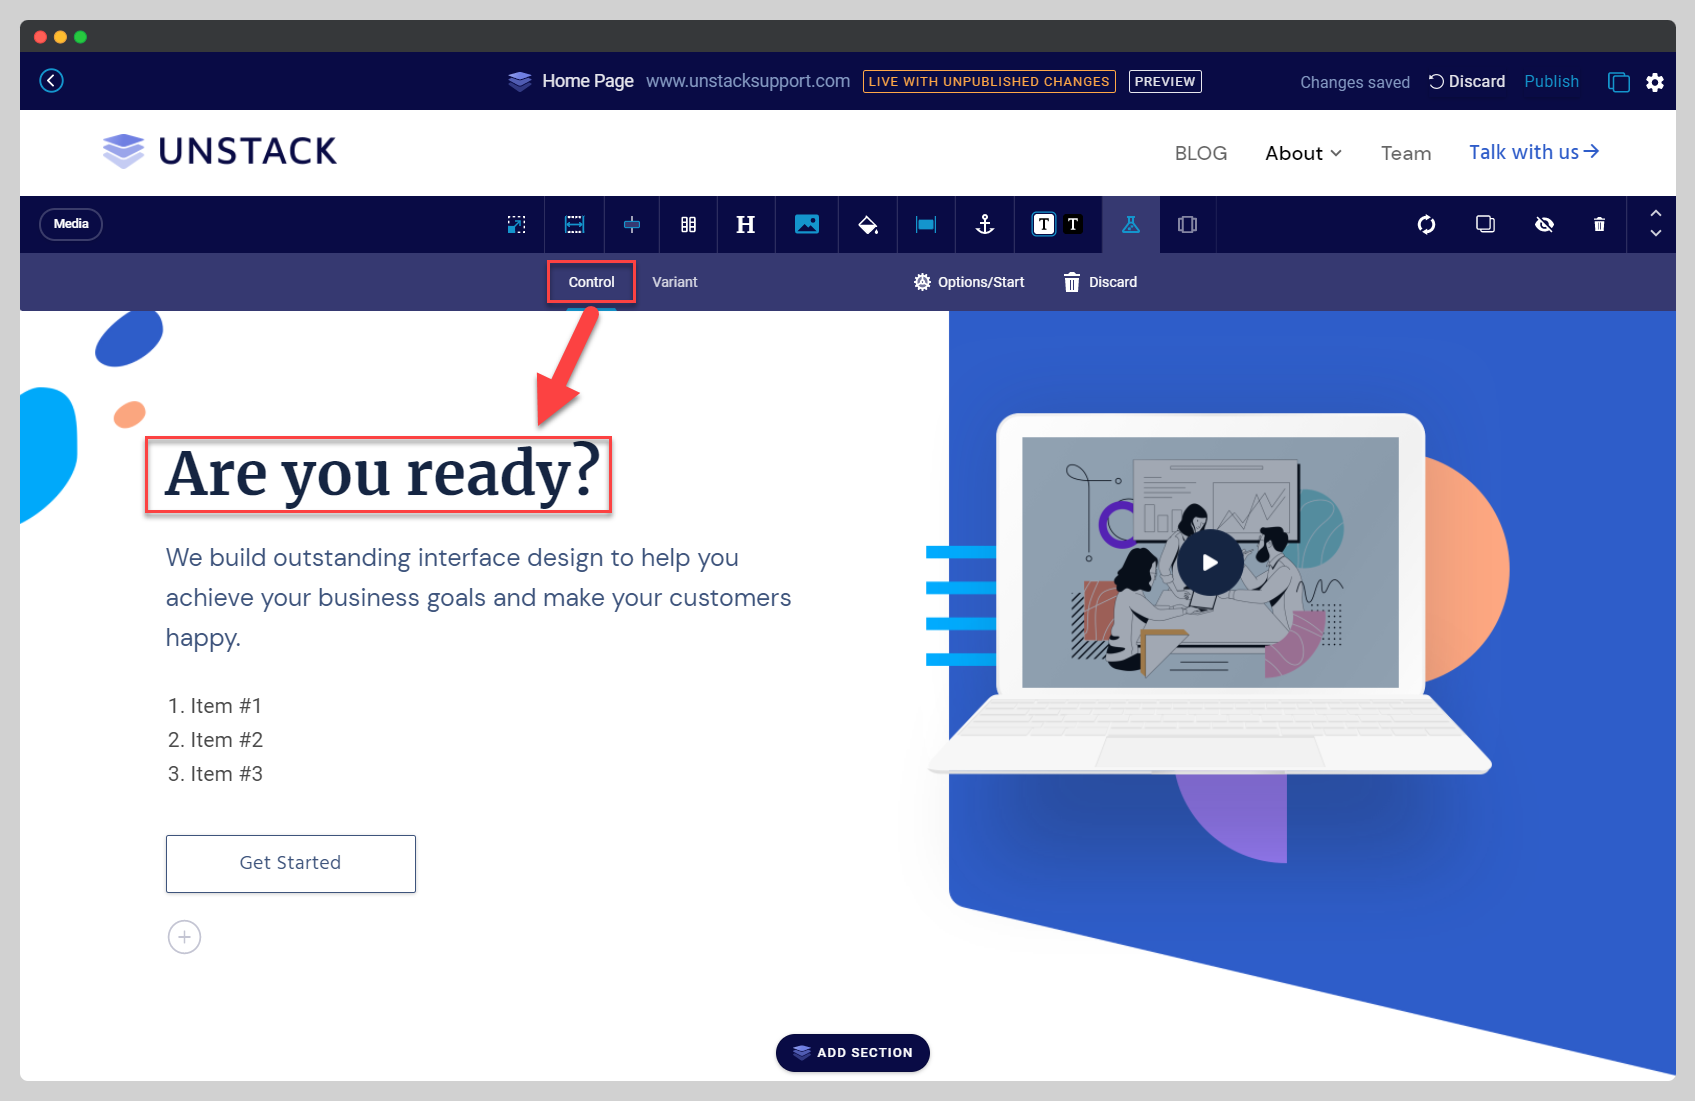 Home Page www.unstacksupport.com LIVE WITH UNPUBLISHED CHANGES PREVIEW Changes saved Discard Publish
UNSTACK BLOG About Team Talk with us
Media H T T
Control Variant Options/Start Discard
Are you ready?
We build outstanding interface design to help you
achieve your business goals and make your customers
happy.
1. Item #1
2. Item #2
3. Item #3
Get Started
ADD SECTION